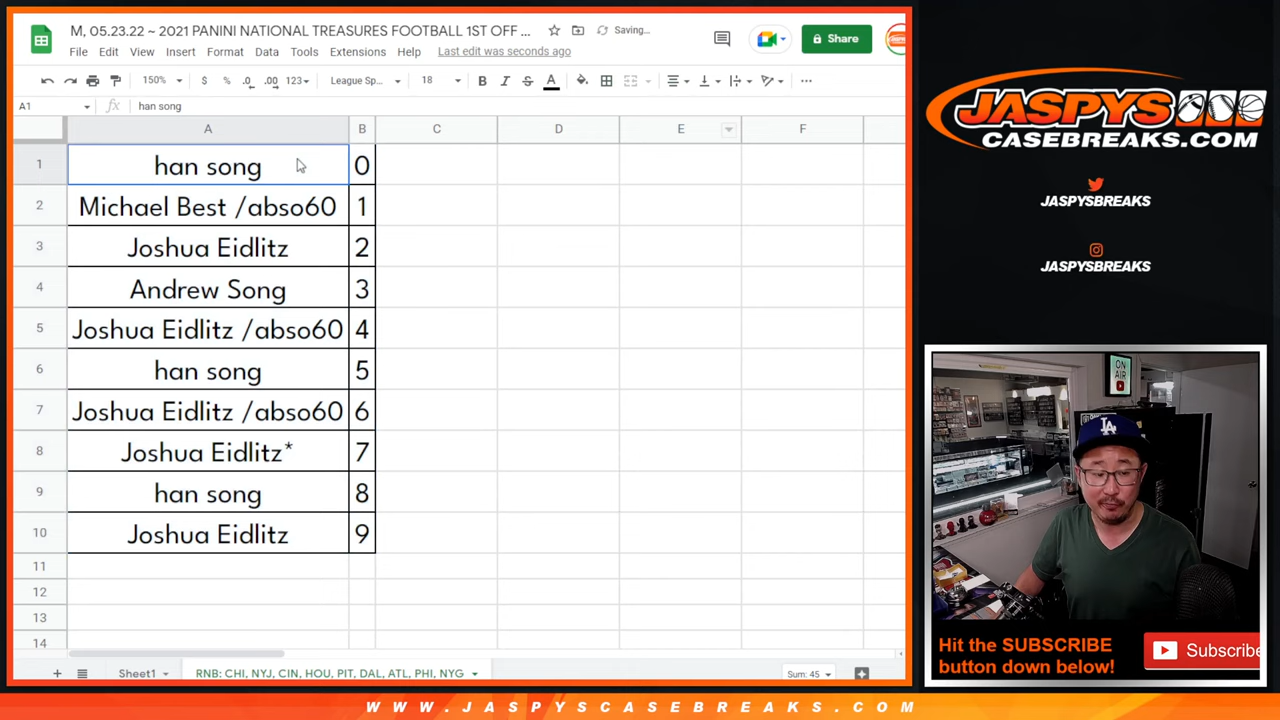 M, 05.23.22 ~ 2021 PANINI NATIONAL TREASURES FOOTBALL 1ST OFF ... Saving... Share
File Edit View Insert Format Data Tools Extensions Help Last edit was seconds ago
150% $ % .0 .00 123 League Sp... 18 B I S A ...
A1 fx han song
A B C D E F
1 han song 0
2 Michael Best /abso60 1
3 Joshua Eidlitz 2
4 Andrew Song 3
5 Joshua Eidlitz /abso60 4
6 han song 5
7 Joshua Eidlitz /abso60 6
8 Joshua Eidlitz* 7
9 han song 8
10 Joshua Eidlitz 9
11
12
13
14
+ Sheet1 RNB: CHI, NYJ, CIN, HOU, PIT, DAL, ATL, PHI, NYG Sum: 45
JASPYS
CASEBREAKS.COM
JASPYSBREAKS
JASPYSBREAKS
ON
AIR
LA
Hit the SUBSCRIBE
button down below!
Subscribe
WWW.JASPYSCASEBREAKS.COM